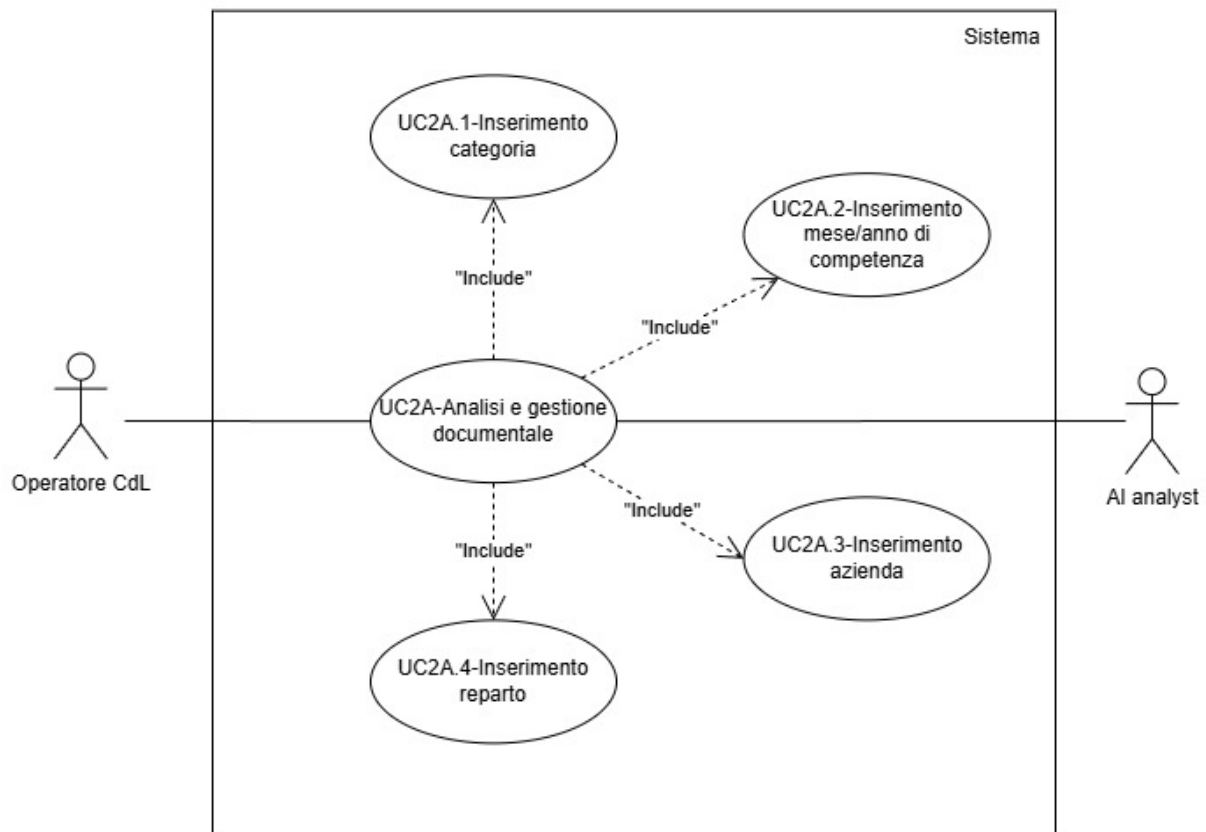 Sistema
UC2A.1-Inserimento
categoria
UC2A.2-Inserimento
mese/anno di
competenza
"Include"
"Include"
UC2A-Analisi e gestione
documentale
Operatore CdL
AI analyst
"Include"
"Include"
UC2A.3-Inserimento
azienda
UC2A.4-Inserimento
reparto